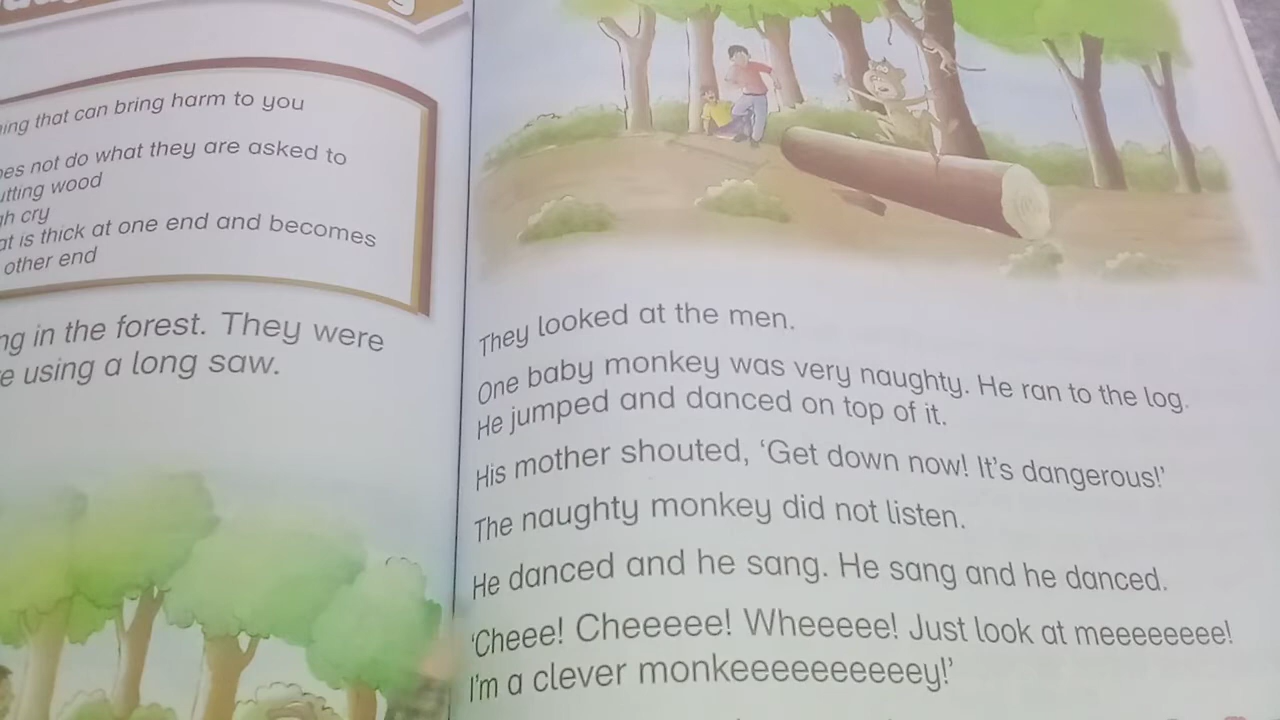 ing that can bring harm to you
es not do what they are asked to
utting wood
gh cry
at is thick at one end and becomes
other end
ng in the forest. They were
e using a long saw.
They looked at the men.
One baby monkey was very naughty. He ran to the log.
He jumped and danced on top of it.
His mother shouted, ‘Get down now! It's dangerous!’
The naughty monkey did not listen.
He danced and he sang. He sang and he danced.
‘Cheee! Cheeeee! Wheeeee! Just look at meeeeeeee!
I'm a clever monkeeeeeeeeeeey!’